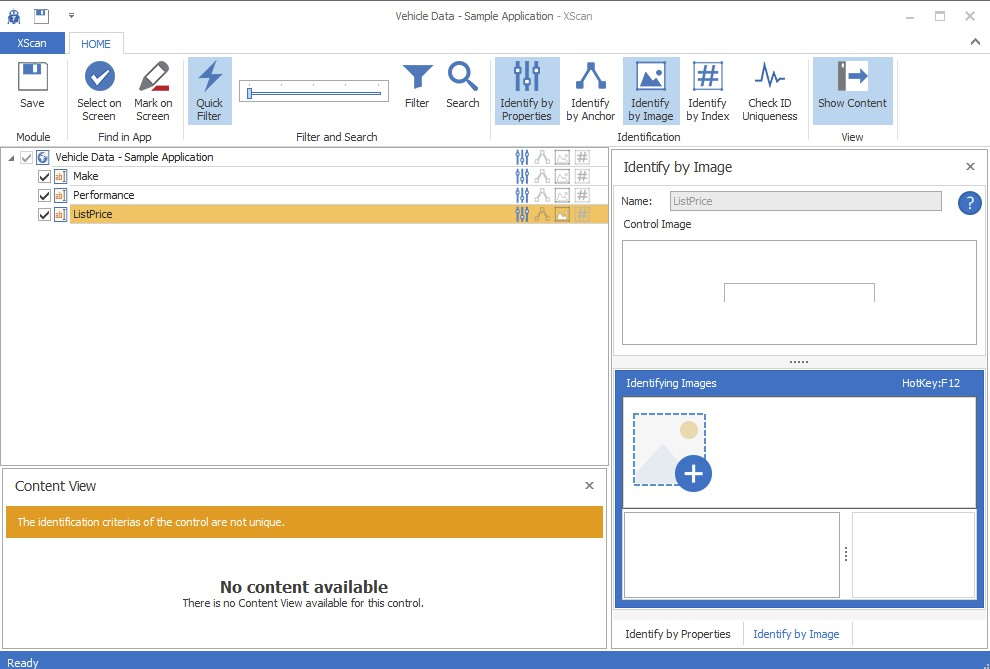 Vehicle Data - Sample Application - XScan
XScan
HOME
Save
Select on
Screen
Mark on
Screen
Quick
Filter
Filter
Search
Identify by
Properties
Identify
by Anchor
Identify
by Image
Identify
by Index
Check ID
Uniqueness
Show Content
Module
Find in App
Filter and Search
Identification
View
Vehicle Data - Sample Application
Make
Performance
ListPrice
Identify by Image
Name:
ListPrice
?
Control Image
Identifying Images
HotKey:F12
Content View
The identification criterias of the control are not unique.
No content available
There is no Content View available for this control.
Identify by Properties
Identify by Image
Ready